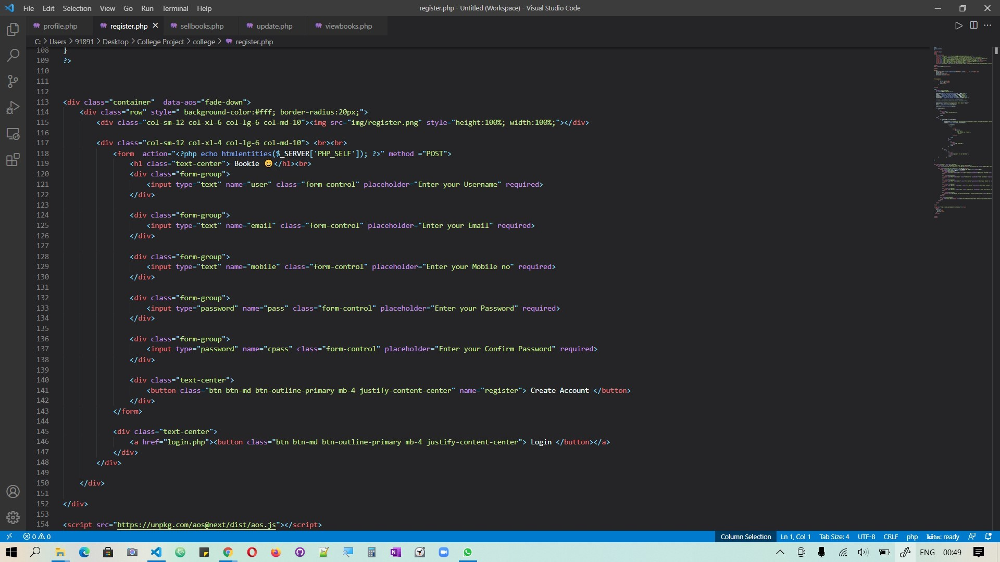 File Edit Selection View Go Run Terminal Help register.php - Untitled (Workspace) - Visual Studio Code
profile.php register.php sellbooks.php update.php viewbooks.php
C: > Users > 91891 > Desktop > College Project > college > register.php
108 }
109 ?>
110
111
112
113 <div class="container"  data-aos="fade-down">
114 <div class="row" style=" background-color:#fff; border-radius:20px;">
115 <div class="col-sm-12 col-xl-6 col-lg-6 col-md-10"><img src="img/register.png" style="height:100%; width:100%;"></div>
116
117 <div class="col-sm-12 col-xl-4 col-lg-6 col-md-10"> <br><br>
118 <form  action="<?php echo htmlentities($_SERVER['PHP_SELF']); ?>" method ="POST">
119 <h1 class="text-center"> Bookie 😀</h1><br>
120 <div class="form-group">
121 <input type="text" name="user" class="form-control" placeholder="Enter your Username" required>
122 </div>
123
124 <div class="form-group">
125 <input type="text" name="email" class="form-control" placeholder="Enter your Email" required>
126 </div>
127
128 <div class="form-group">
129 <input type="text" name="mobile" class="form-control" placeholder="Enter your Mobile no" required>
130 </div>
131
132 <div class="form-group">
133 <input type="password" name="pass" class="form-control" placeholder="Enter your Password" required>
134 </div>
135
136 <div class="form-group">
137 <input type="password" name="cpass" class="form-control" placeholder="Enter your Confirm Password" required>
138 </div>
139
140 <div class="text-center">
141 <button class="btn btn-md btn-outline-primary mb-4 justify-content-center" name="register"> Create Account </button>
142 </div>
143 </form>
144
145 <div class="text-center">
146 <a href="login.php"><button class="btn btn-md btn-outline-primary mb-4 justify-content-center"> Login </button></a>
147 </div>
148 </div>
149
150 </div>
151
152 </div>
153
154 <script src="https://unpkg.com/aos@next/dist/aos.js"></script>
0 0 Column Selection Ln 1, Col 1 Tab Size: 4 UTF-8 CRLF php kite: ready
ENG 00:49